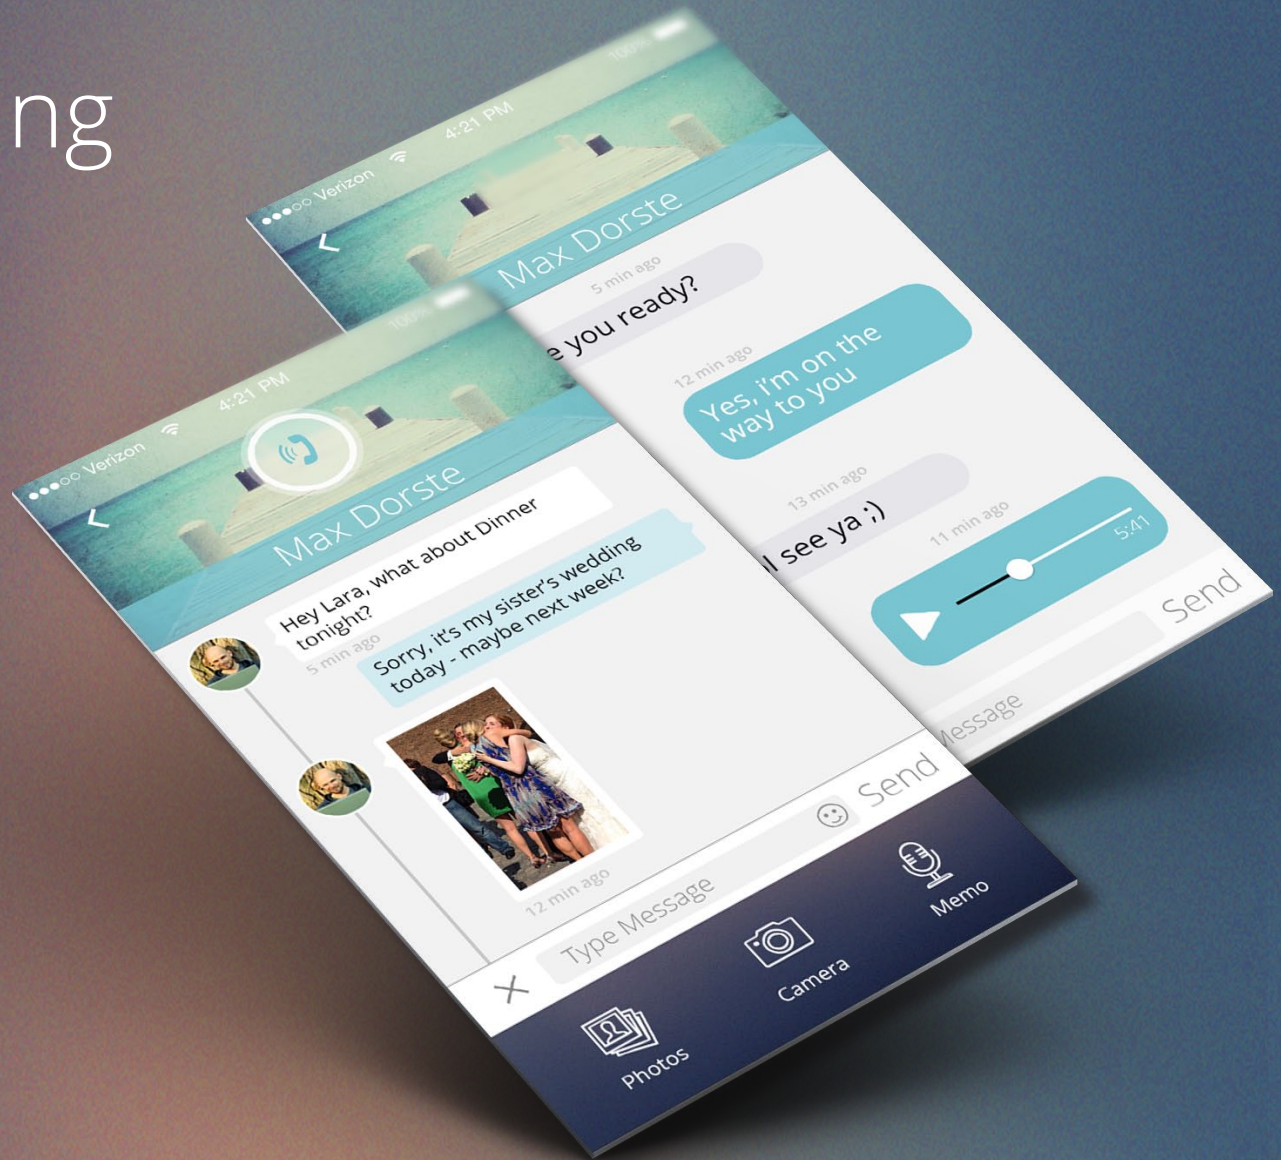 ng
●●●○○ Verizon 4:21 PM 100%
Max Dorste
5 min ago
e you ready?
12 min ago
Yes, i'm on the
way to you
13 min ago
I see ya ;)
11 min ago
5:41
Message
Send
●●●○○ Verizon 4:21 PM 100%
Max Dorste
Hey Lara, what about Dinner
tonight?
5 min ago
Sorry, it's my sister's wedding
today - maybe next week?
12 min ago
Type Message
Send
Photos
Camera
Memo